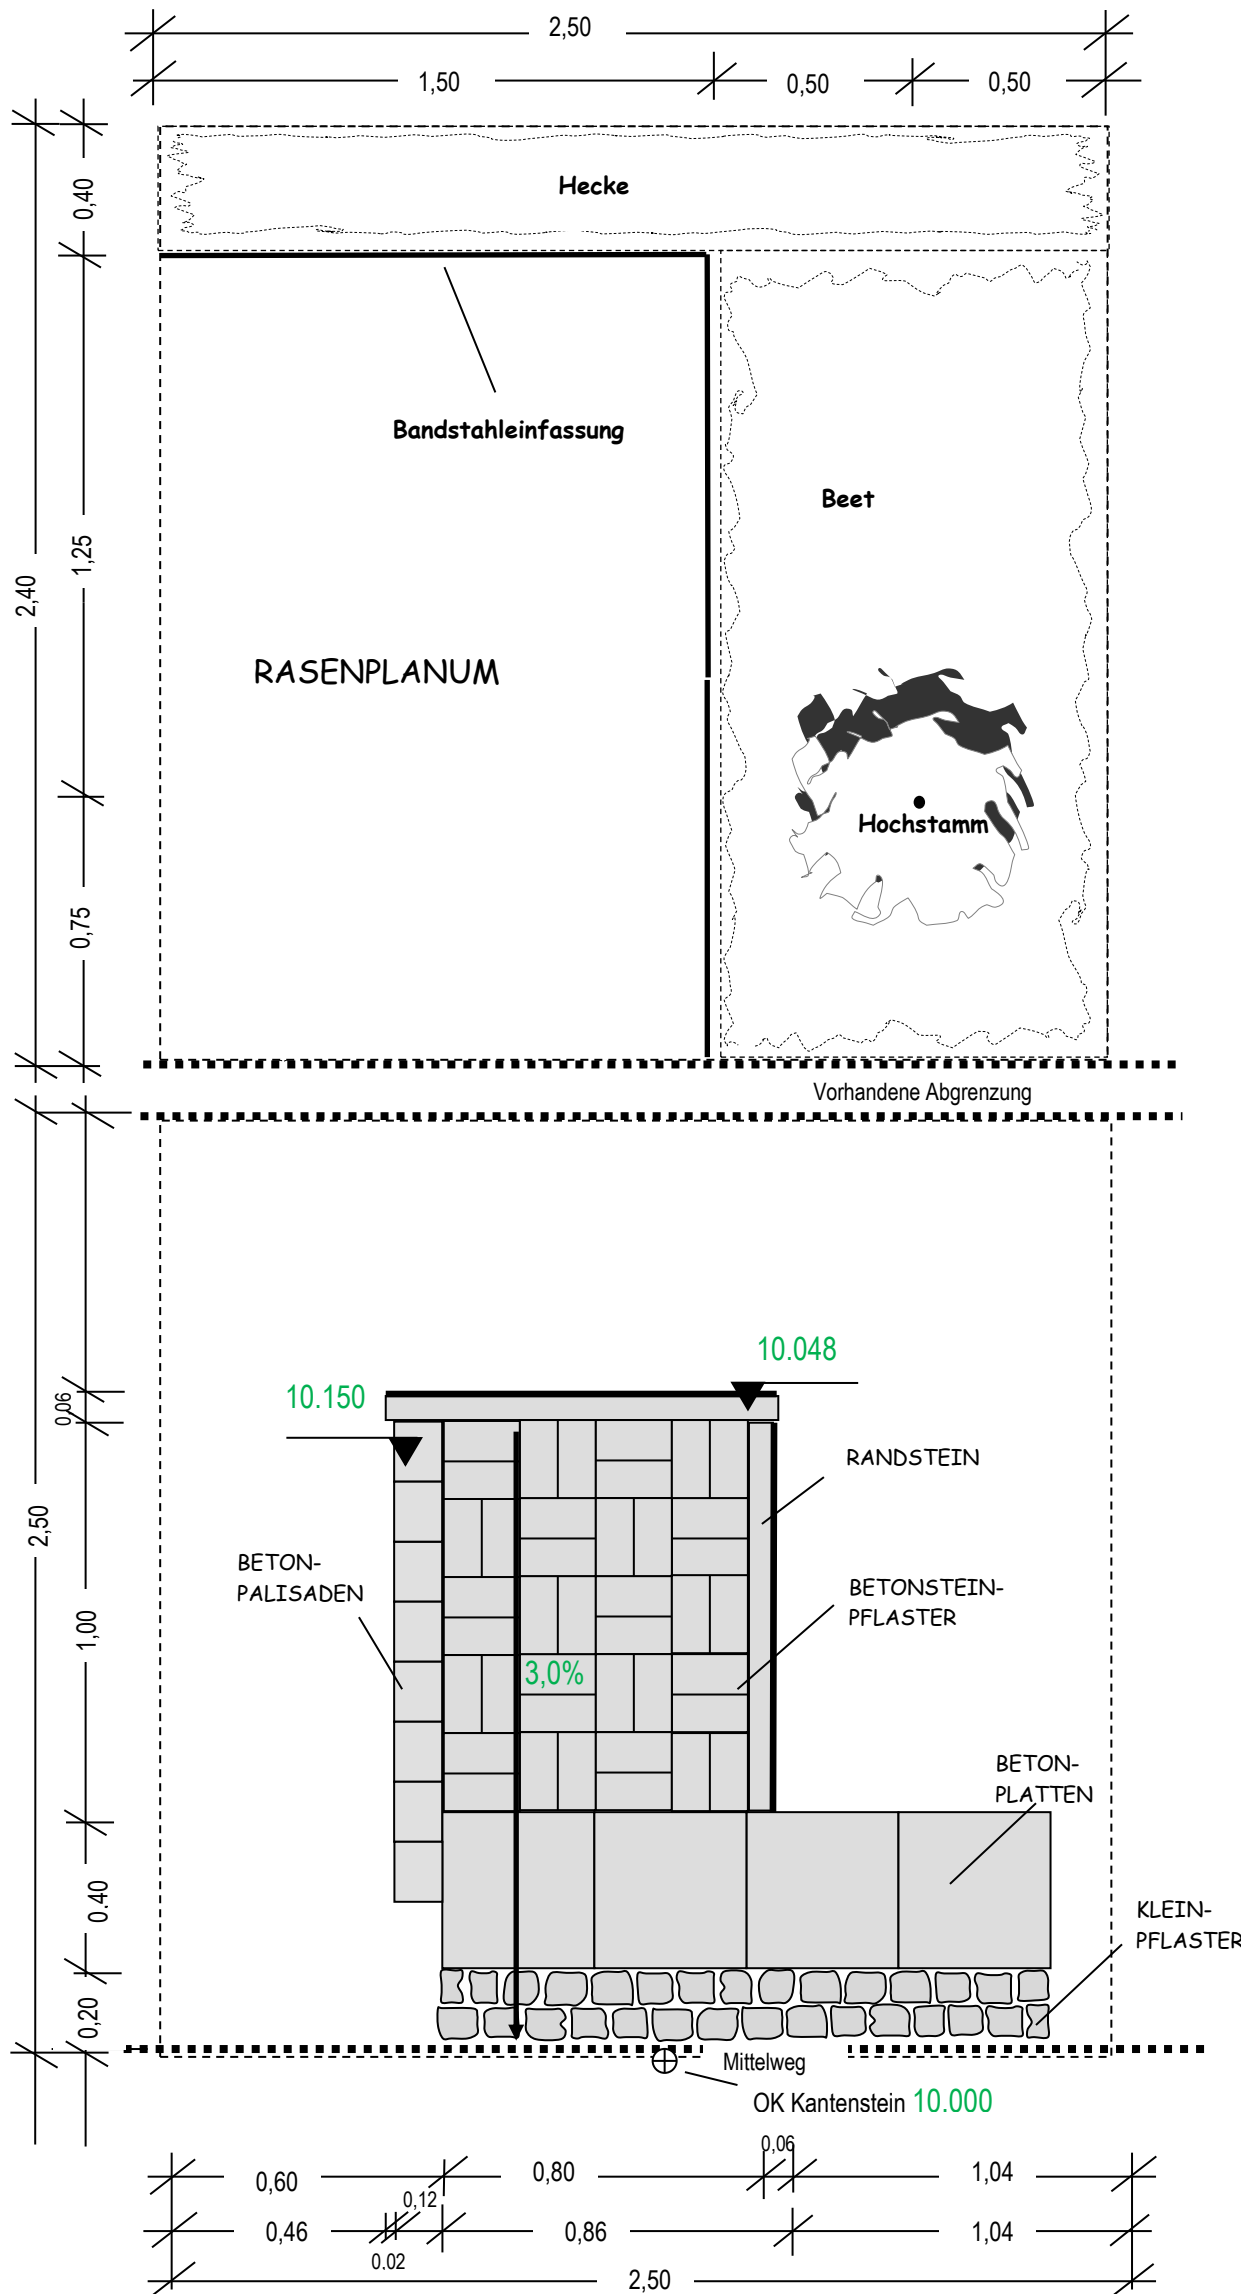 2,50
1,50
0,50
0,50
0,40
Hecke
Bandstahleinfassung
Beet
1,25
2,40
RASENPLANUM
Hochstamm
0,75
Vorhandene Abgrenzung
10.048
10.150
0,06
RANDSTEIN
2,50
BETON-
PALISADEN
BETONSTEIN-
PFLASTER
1,00
3,0%
BETON-
PLATTEN
0.40
KLEIN-
PFLASTER
0,20
Mittelweg
OK Kantenstein 10.000
0,06
0,60
0,80
1,04
0,12
0,46
0,86
1,04
0,02
2,50